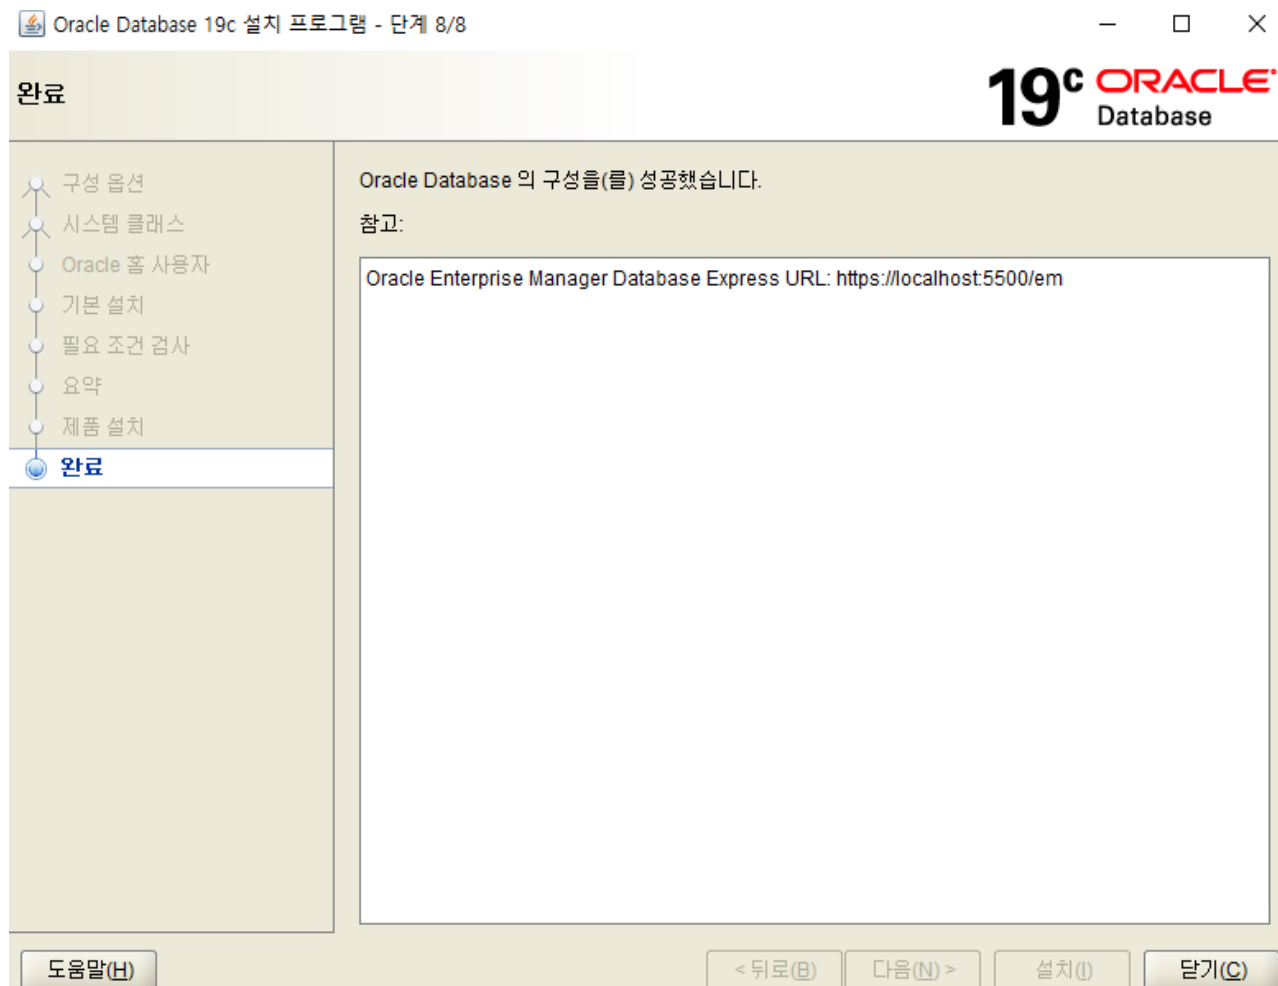 Oracle Database 19c 설치 프로그램 - 단계 8/8
완료
19c ORACLE
Database
구성 옵션
시스템 클래스
Oracle 홈 사용자
기본 설치
필요 조건 검사
요약
제품 설치
완료
Oracle Database 의 구성을(를) 성공했습니다.
참고:
Oracle Enterprise Manager Database Express URL: https://localhost:5500/em
도움말(H)
< 뒤로(B) 다음(N) > 설치(I) 닫기(C)